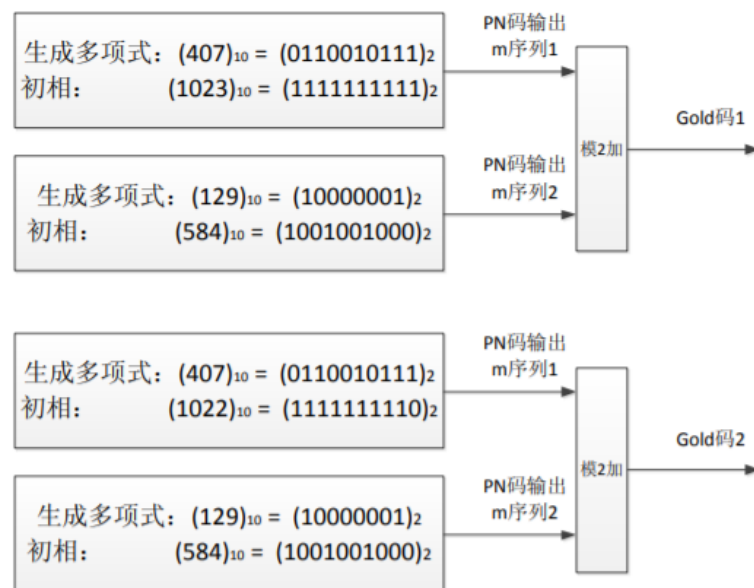 生成多项式：(407)10 = (0110010111)2
初相： (1023)10 = (1111111111)2
PN码输出
m序列1
生成多项式：(129)10 = (10000001)2
初相： (584)10 = (1001001000)2
PN码输出
m序列2
模2加
Gold码1
生成多项式：(407)10 = (0110010111)2
初相： (1022)10 = (1111111110)2
PN码输出
m序列1
生成多项式：(129)10 = (10000001)2
初相： (584)10 = (1001001000)2
PN码输出
m序列2
模2加
Gold码2